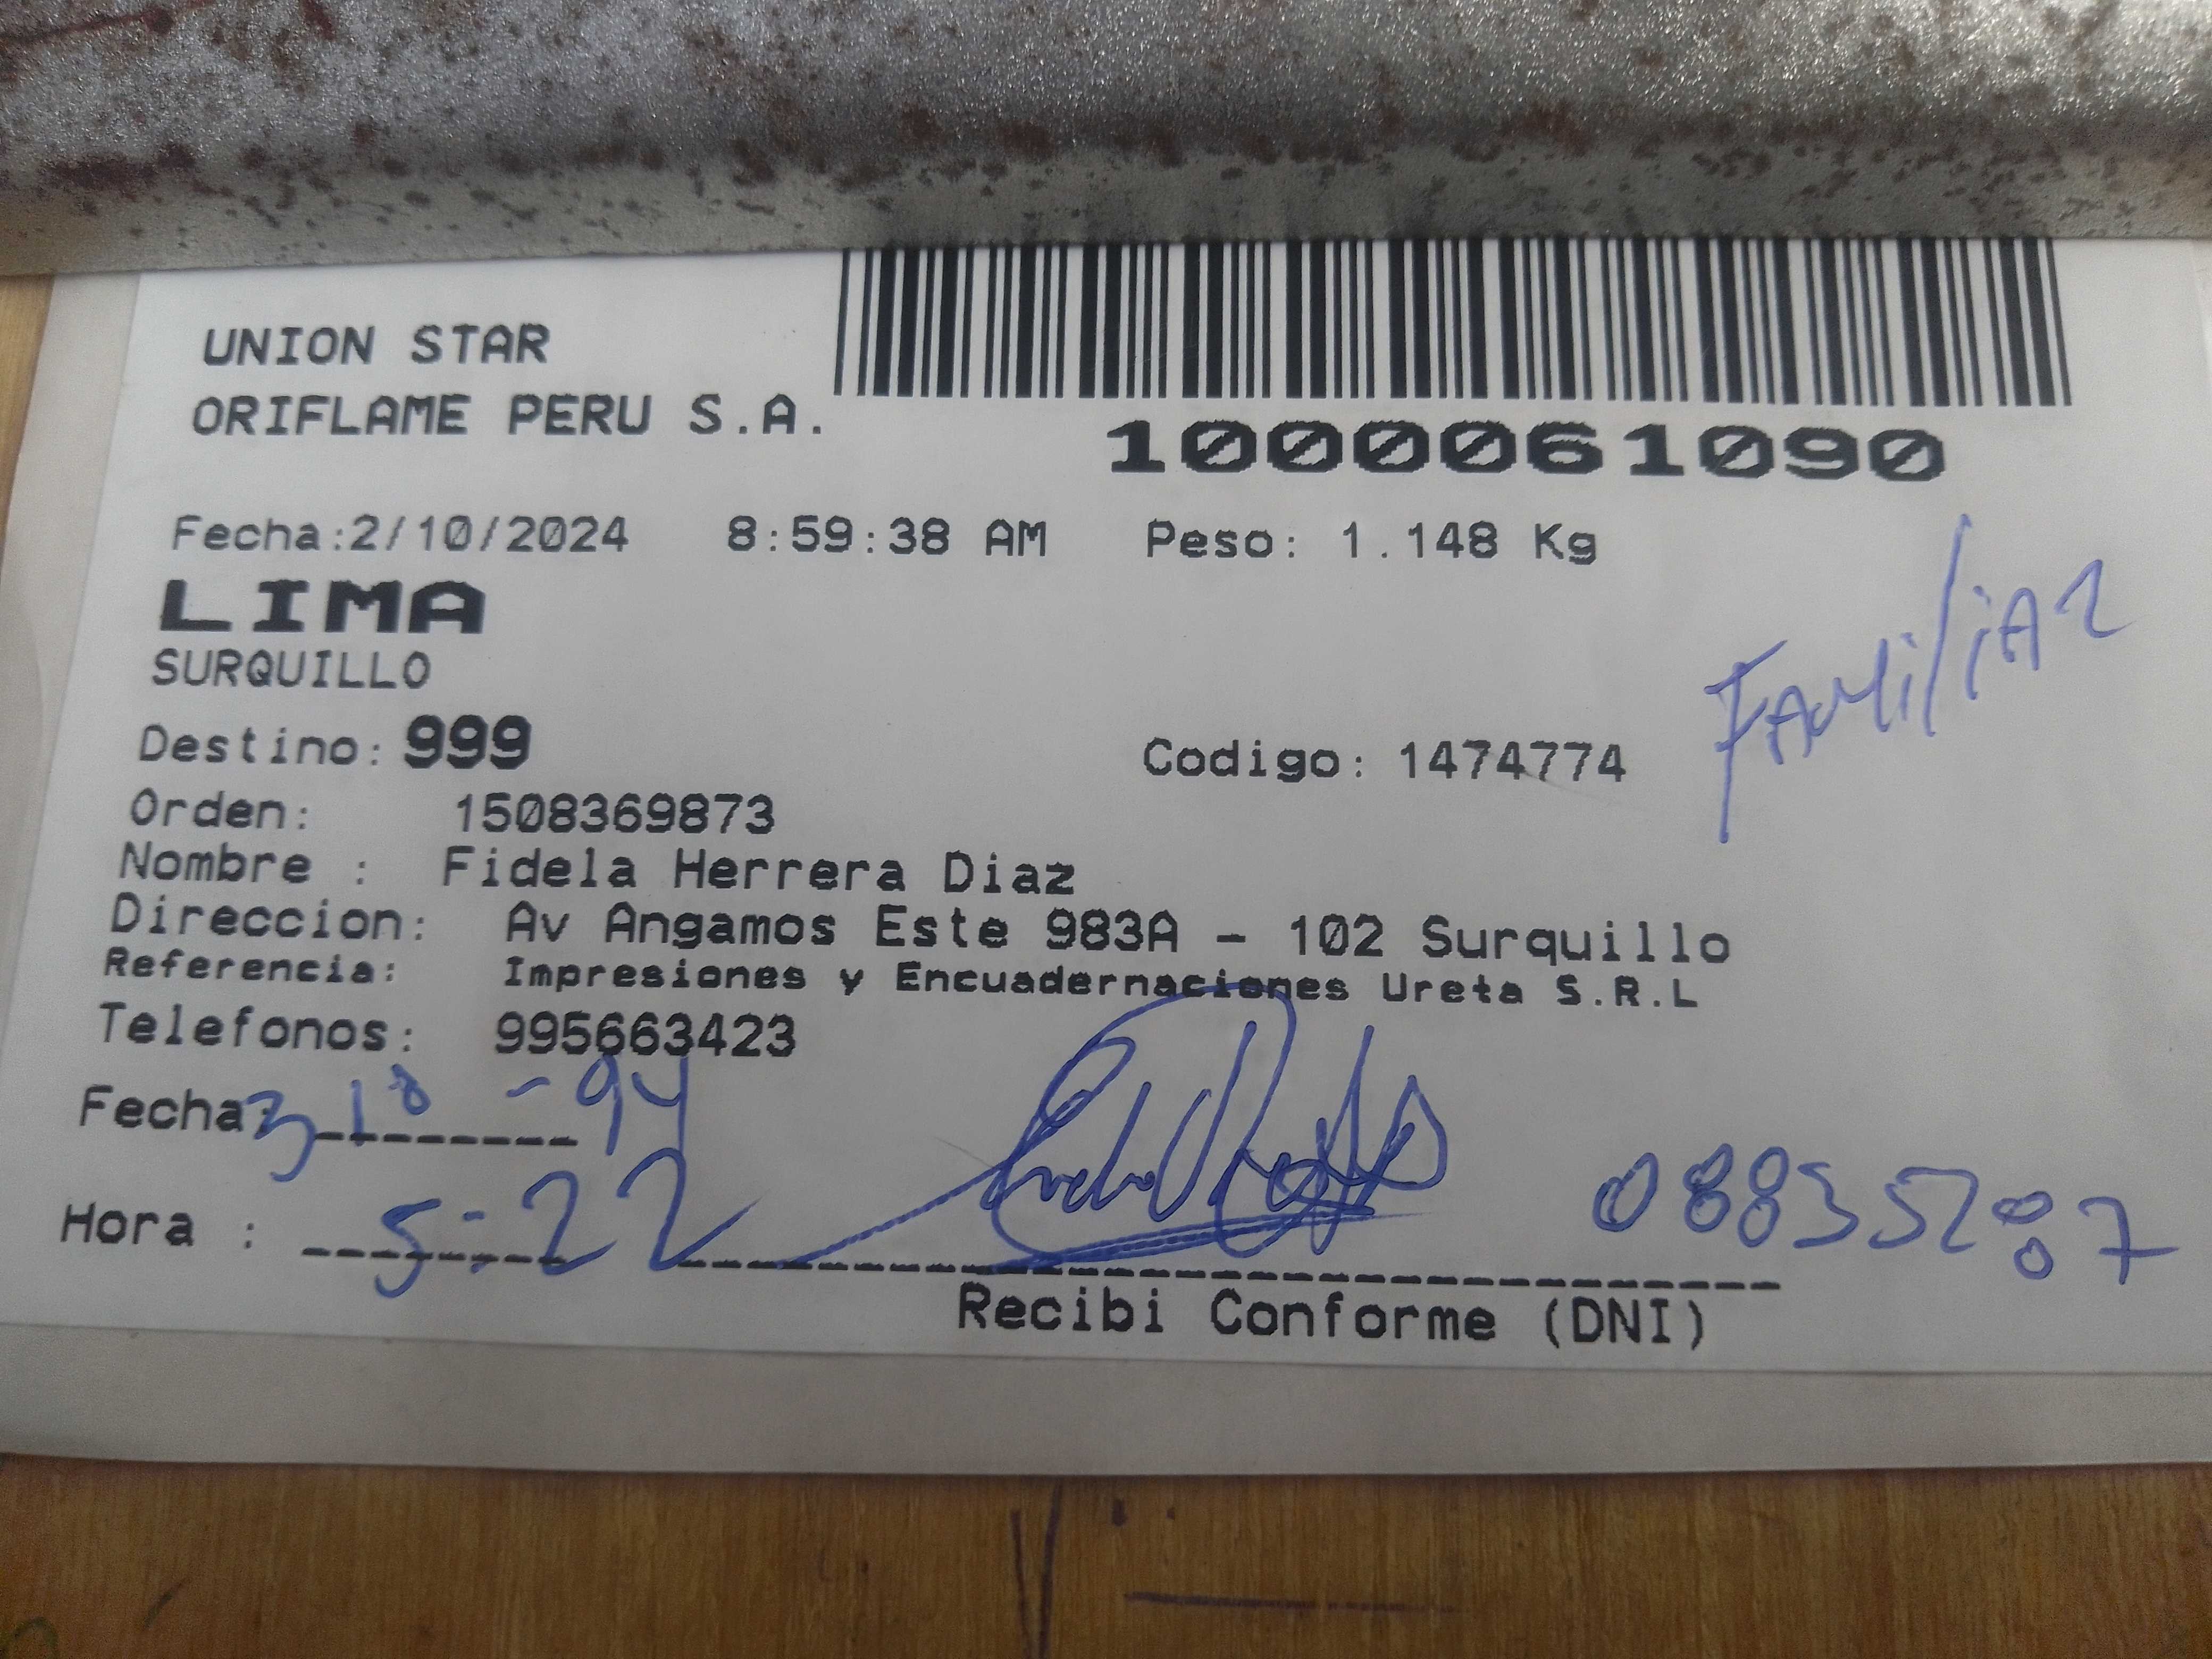 UNION STAR
ORIFLAME PERU S.A.
1000061090
Fecha:2/10/2024 8:59:38 AM Peso: 1.148 Kg
LIMA
SURQUILLO
FAMiliAR
Destino: 999 Codigo: 1474774
Orden: 1508369873
Nombre : Fidela Herrera Diaz
Direccion: Av Angamos Este 983A - 102 Surquillo
Referencia: Impresiones y Encuadernaciones Ureta S.R.L
Telefonos: 995663423
Fecha:
Hora : 5:22 08835287
Recibi Conforme (DNI)